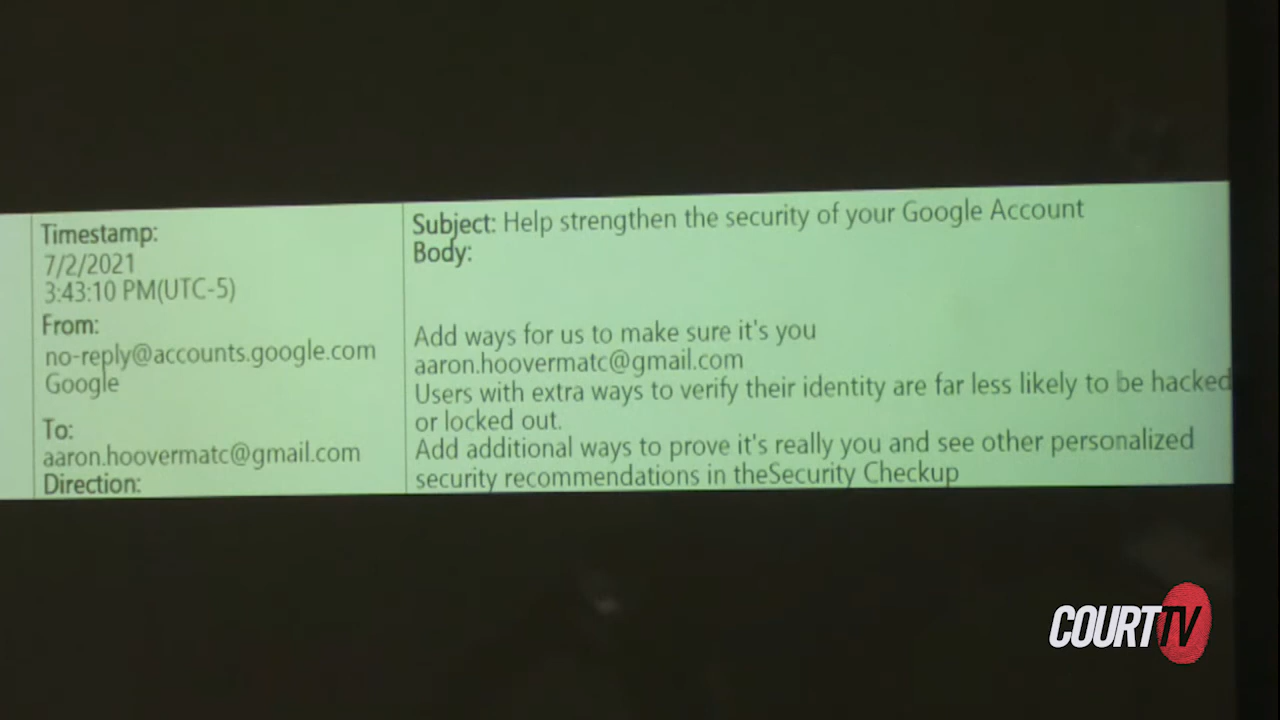 Timestamp:
7/2/2021
3:43:10 PM(UTC-5)
From:
no-reply@accounts.google.com
Google
To:
aaron.hoovermatc@gmail.com
Direction:
Subject: Help strengthen the security of your Google Account
Body:
Add ways for us to make sure it's you
aaron.hoovermatc@gmail.com
Users with extra ways to verify their identity are far less likely to be hacked
or locked out.
Add additional ways to prove it's really you and see other personalized
security recommendations in theSecurity Checkup
COURT TV